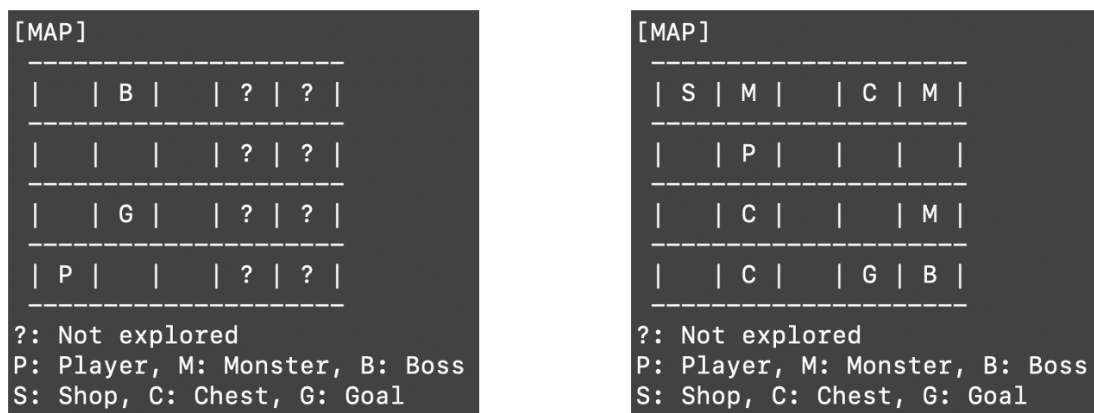 [MAP]
---------------------
|   | B |   | ? | ? |
---------------------
|   |   |   | ? | ? |
---------------------
|   | G |   | ? | ? |
---------------------
| P |   |   | ? | ? |
---------------------
?: Not explored
P: Player, M: Monster, B: Boss
S: Shop, C: Chest, G: Goal
[MAP]
---------------------
| S | M |   | C | M |
---------------------
|   | P |   |   |   |
---------------------
|   | C |   |   | M |
---------------------
|   | C |   | G | B |
---------------------
?: Not explored
P: Player, M: Monster, B: Boss
S: Shop, C: Chest, G: Goal